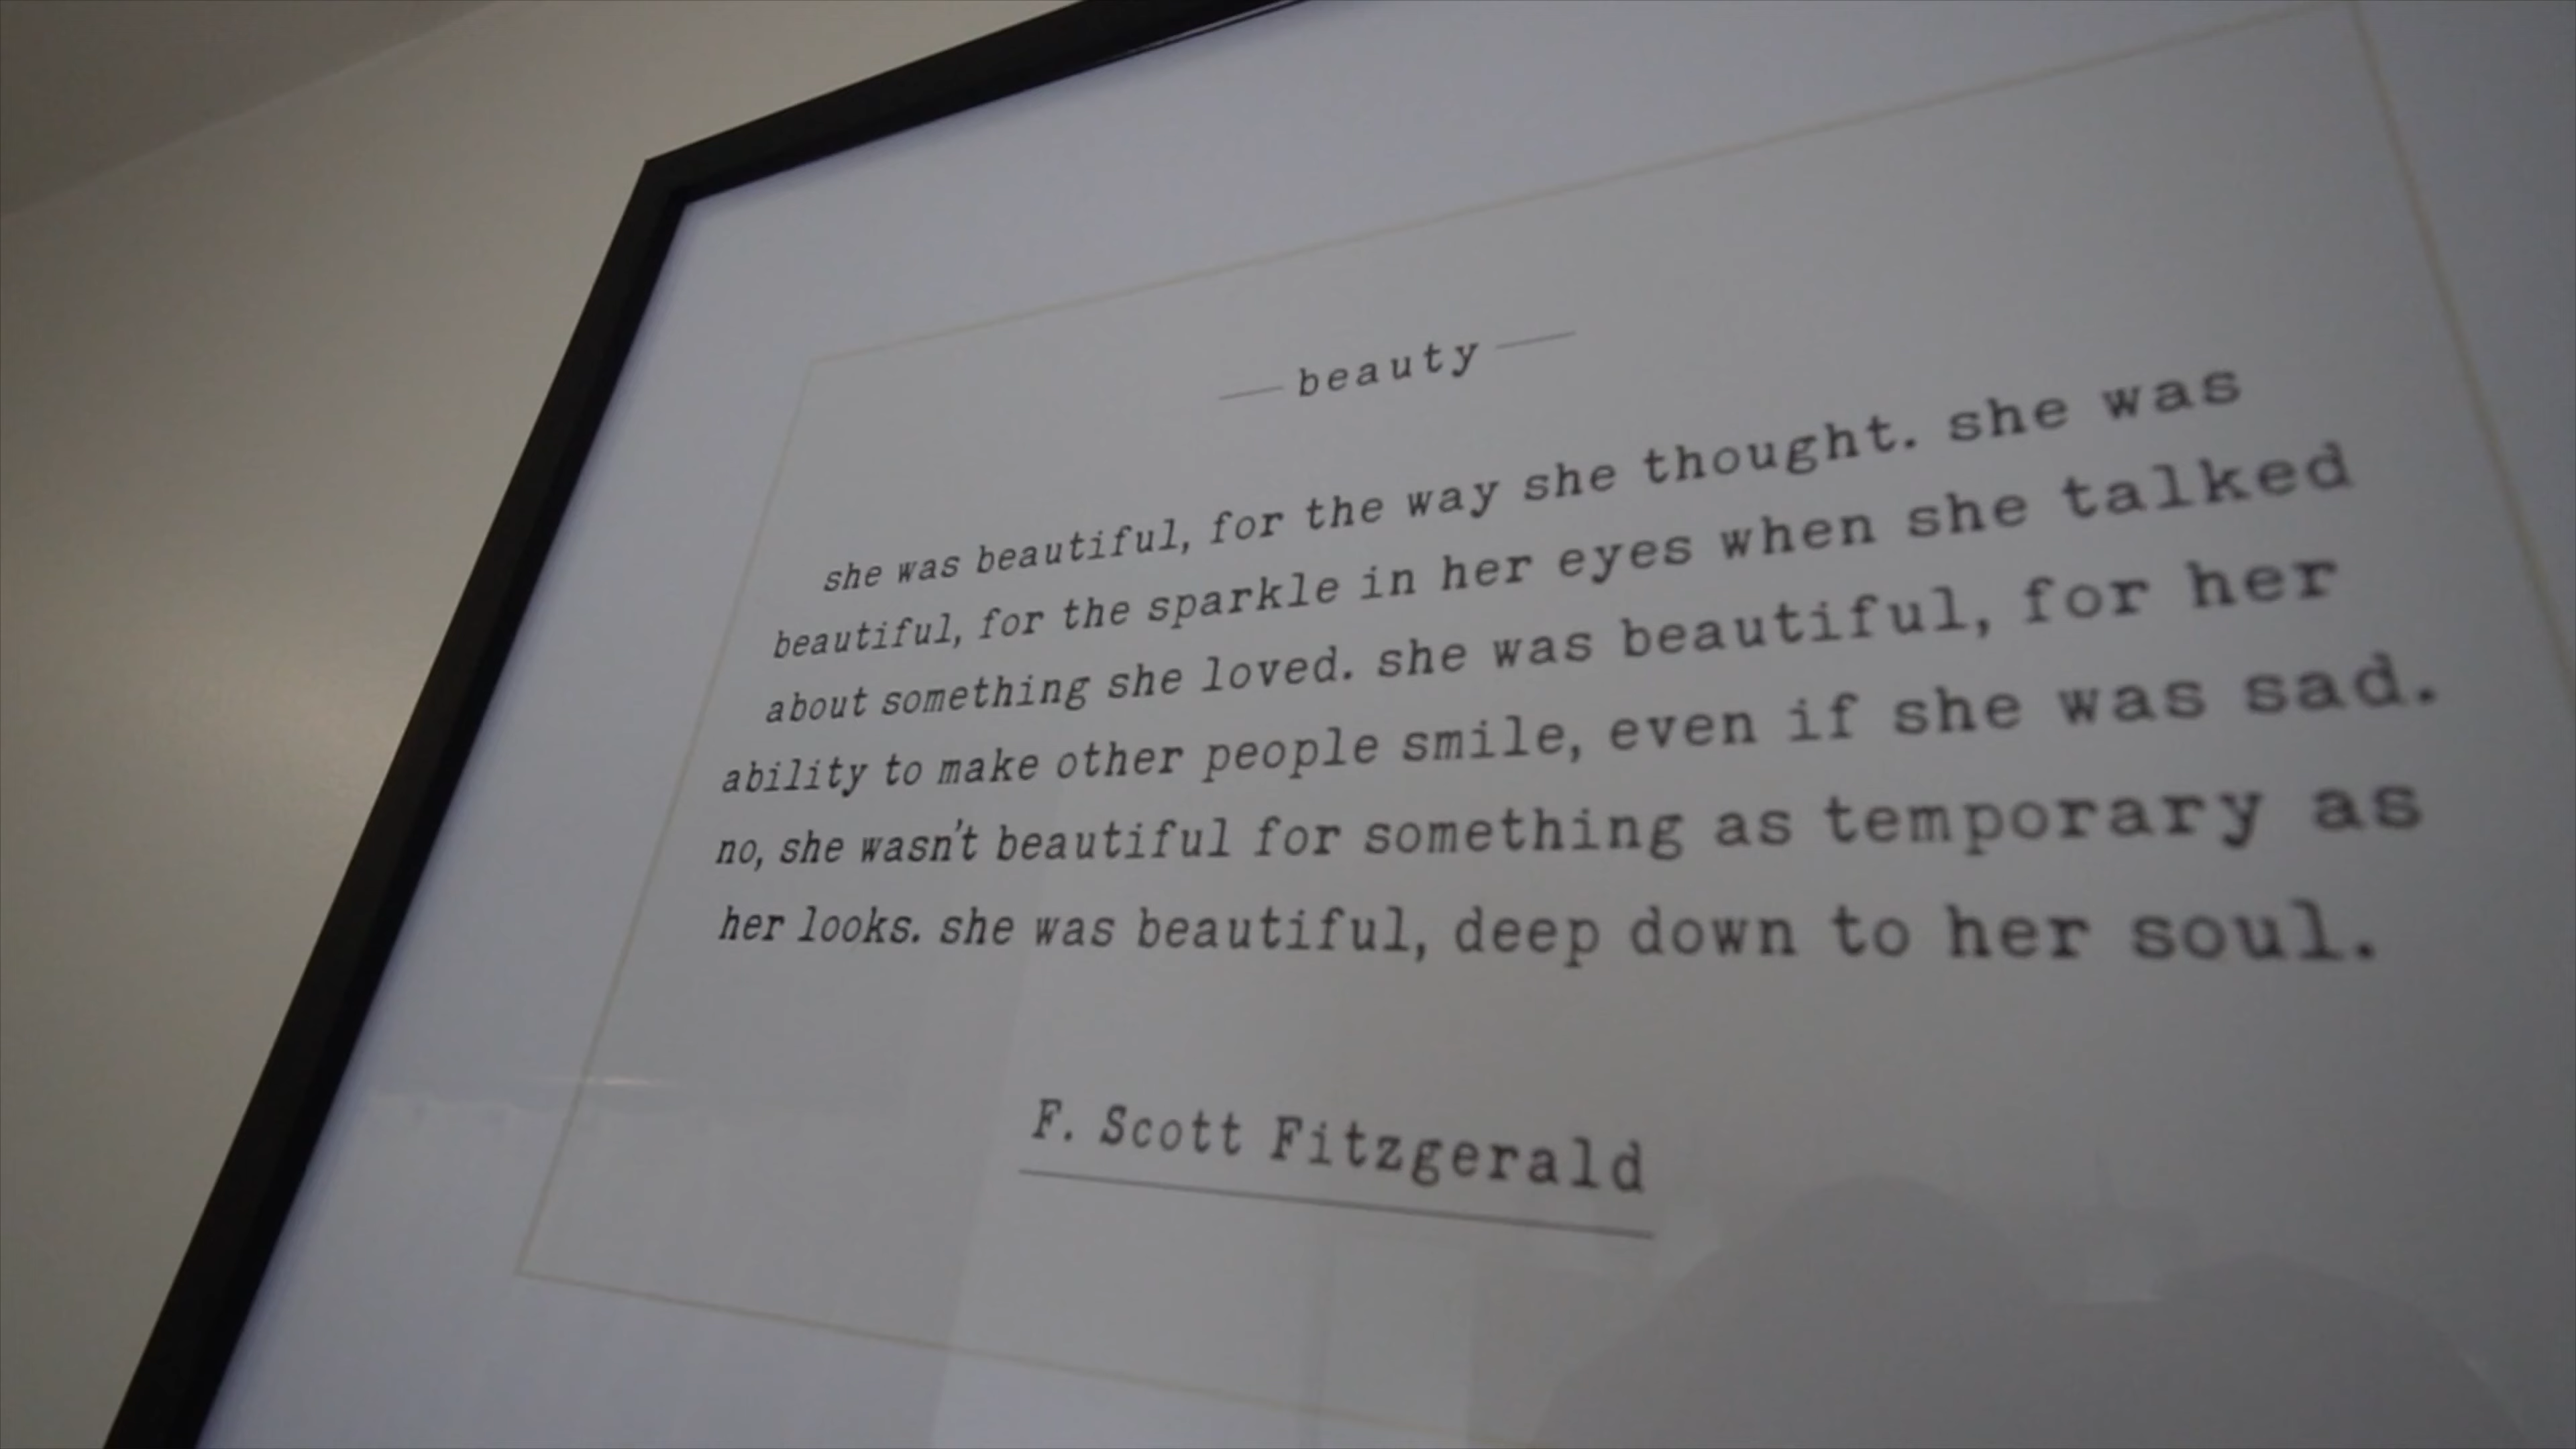 beauty
she was beautiful, for the way she thought. she was
beautiful, for the sparkle in her eyes when she talked
about something she loved. she was beautiful, for her
ability to make other people smile, even if she was sad.
no, she wasn't beautiful for something as temporary as
her looks. she was beautiful, deep down to her soul.
F. Scott Fitzgerald